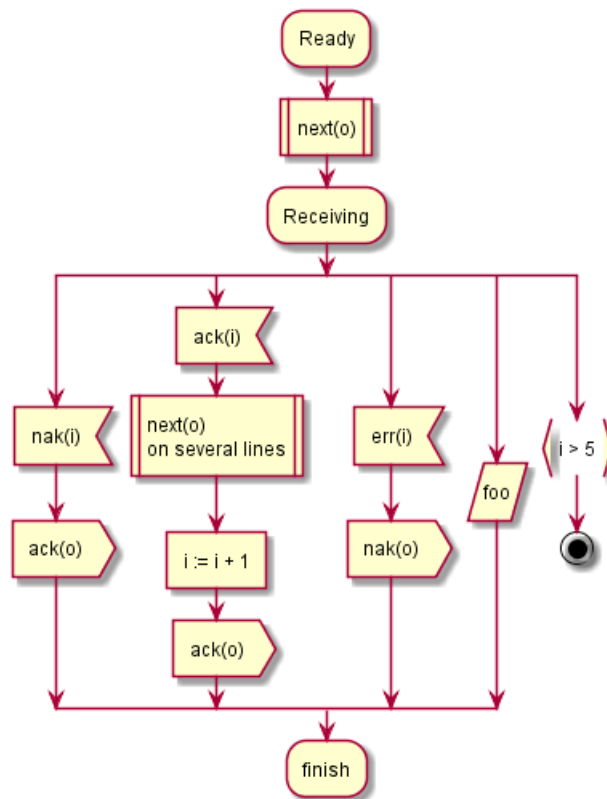 Ready
next(o)
Receiving
nak(i)
ack(o)
ack(i)
next(o)
on several lines
i := i + 1
ack(o)
err(i)
nak(o)
foo
i > 5
finish